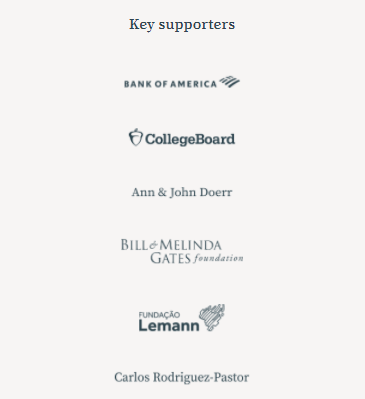 Key supporters
BANK OF AMERICA
CollegeBoard
Ann & John Doerr
BILL & MELINDA
GATES foundation
FUNDAÇÃO
Lemann
Carlos Rodriguez-Pastor